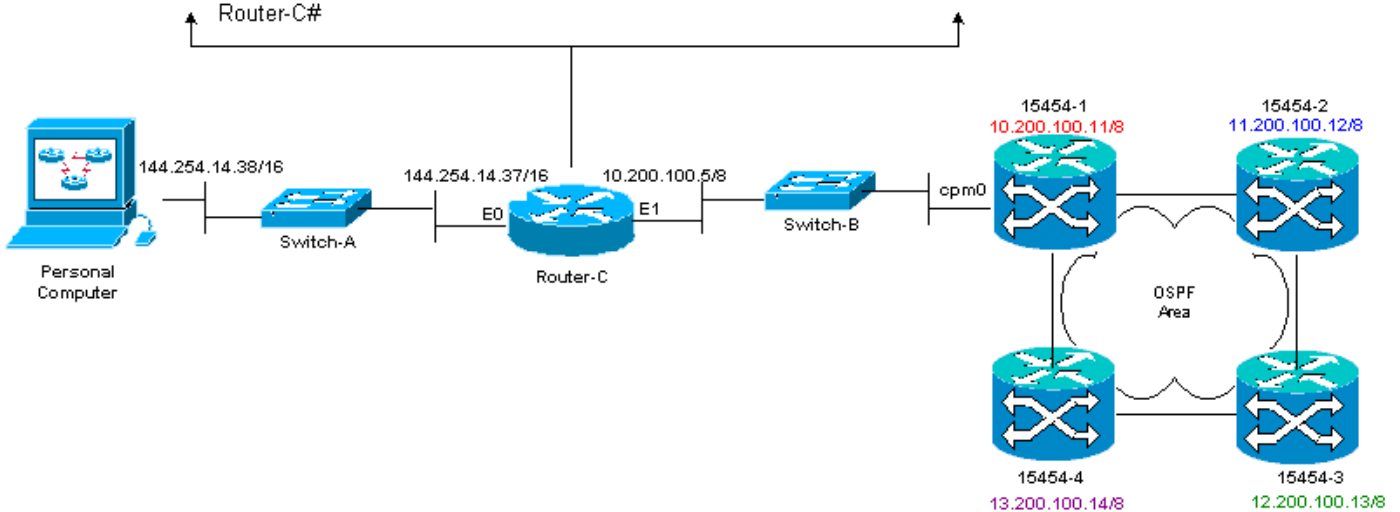 Router-C#
15454-1
10.200.100.11/8
15454-2
11.200.100.12/8
144.254.14.38/16
144.254.14.37/16
10.200.100.5/8
cpm0
E0
E1
Switch-A
Switch-B
Router-C
Personal
Computer
OSPF
Area
15454-4
13.200.100.14/8
15454-3
12.200.100.13/8